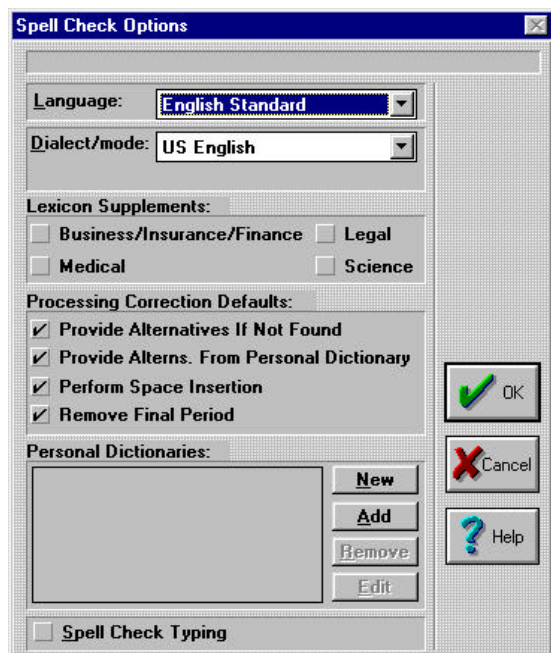 Spell Check Options
Language: English Standard
Dialect/mode: US English
Lexicon Supplements:
Business/Insurance/Finance Legal
Medical Science
Processing Correction Defaults:
Provide Alternatives If Not Found
Provide Alterns. From Personal Dictionary
Perform Space Insertion
Remove Final Period
OK
Personal Dictionaries:
Cancel
New
Add
Help
Remove
Edit
Spell Check Typing